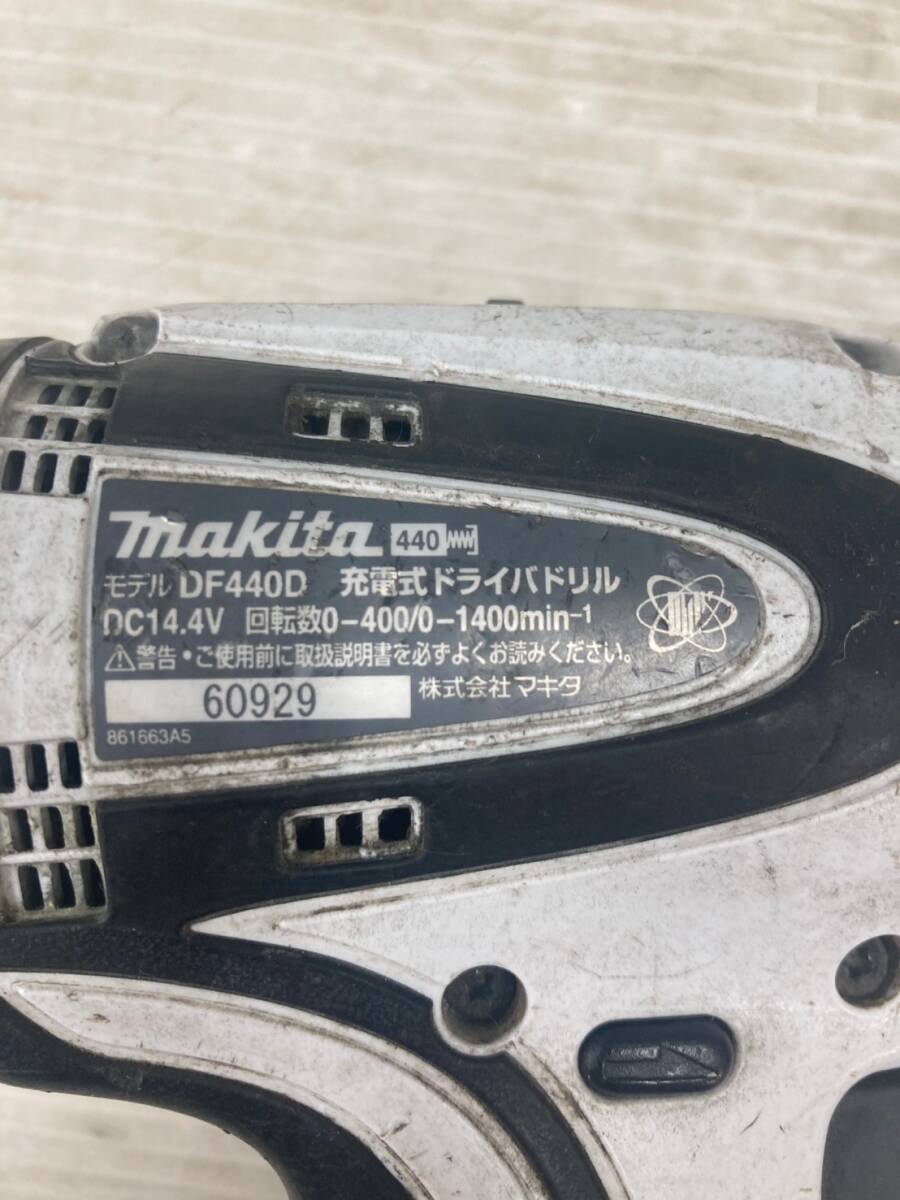 makita 440
モデル DF440D 充電式ドライバドリル
DC14.4V 回転数0-400/0-1400min⁻¹
⚠警告・ご使用前に取扱説明書を必ずよくお読みください。
60929 株式会社マキタ
861663A5